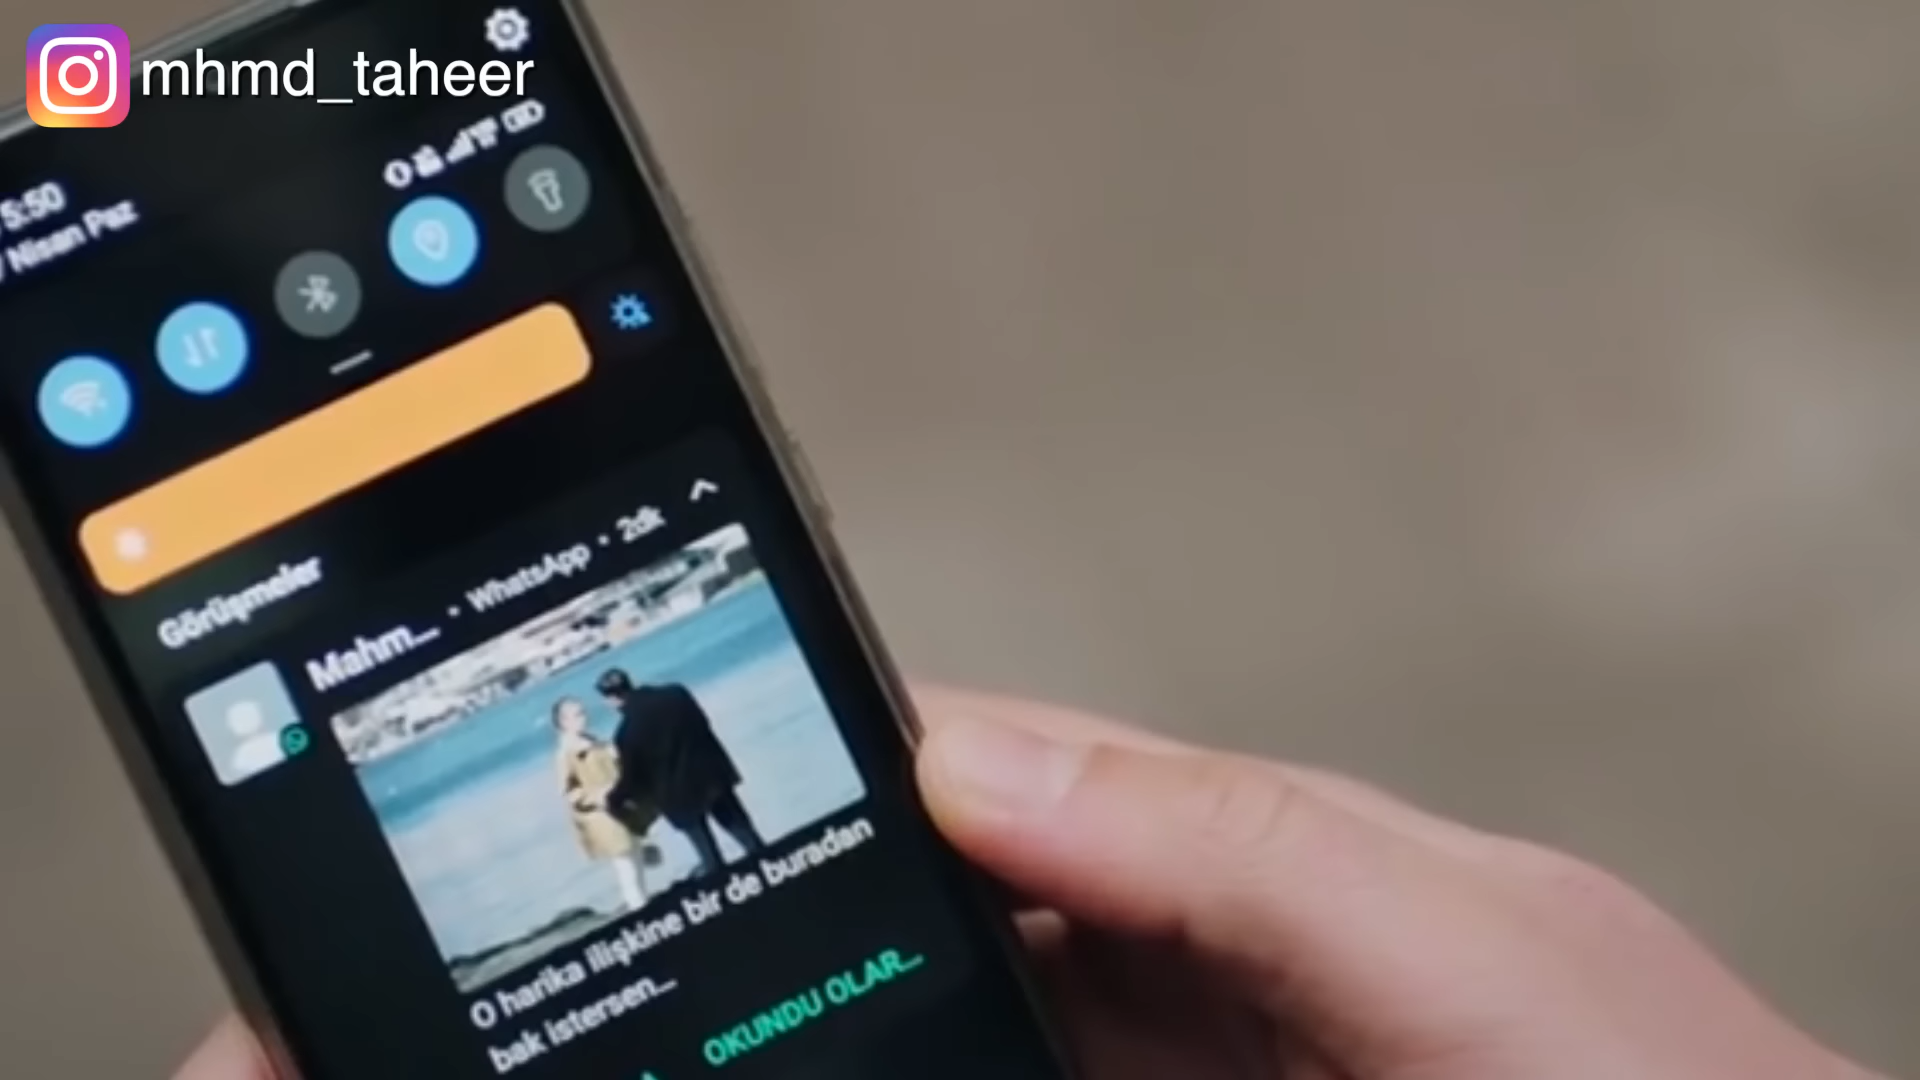 mhmd_taheer
5:50
Nisan Paz
Görüşmeler
Mahm... • WhatsApp • 2dk
O harika ilişkine bir de buradan
bak istersen...
OKUNDU OLAR...